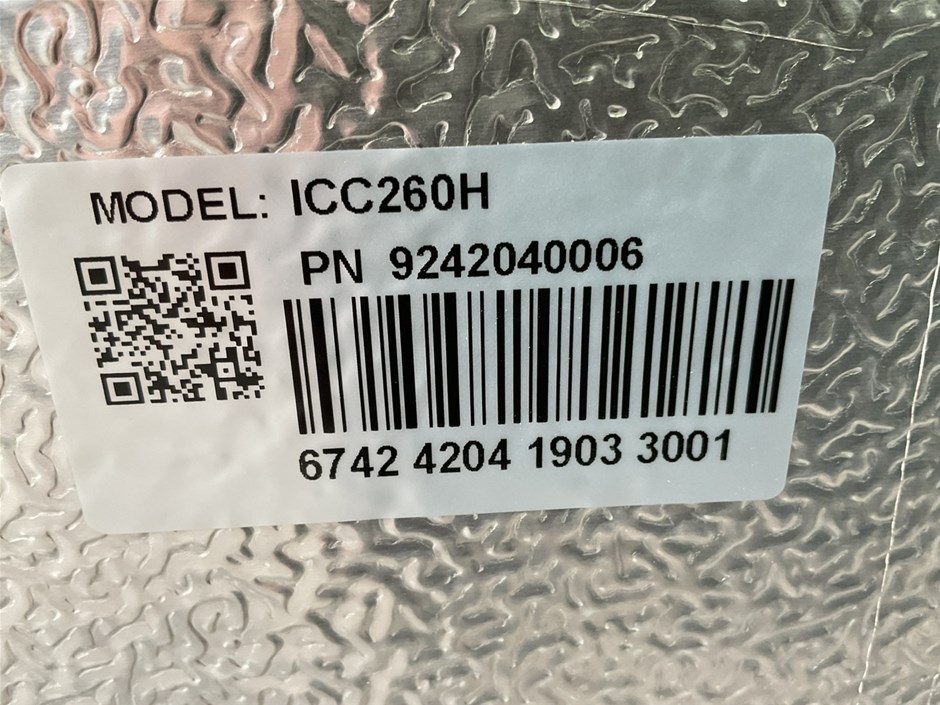 MODEL: ICC260H
PN 9242040006
6742 4204 1903 3001